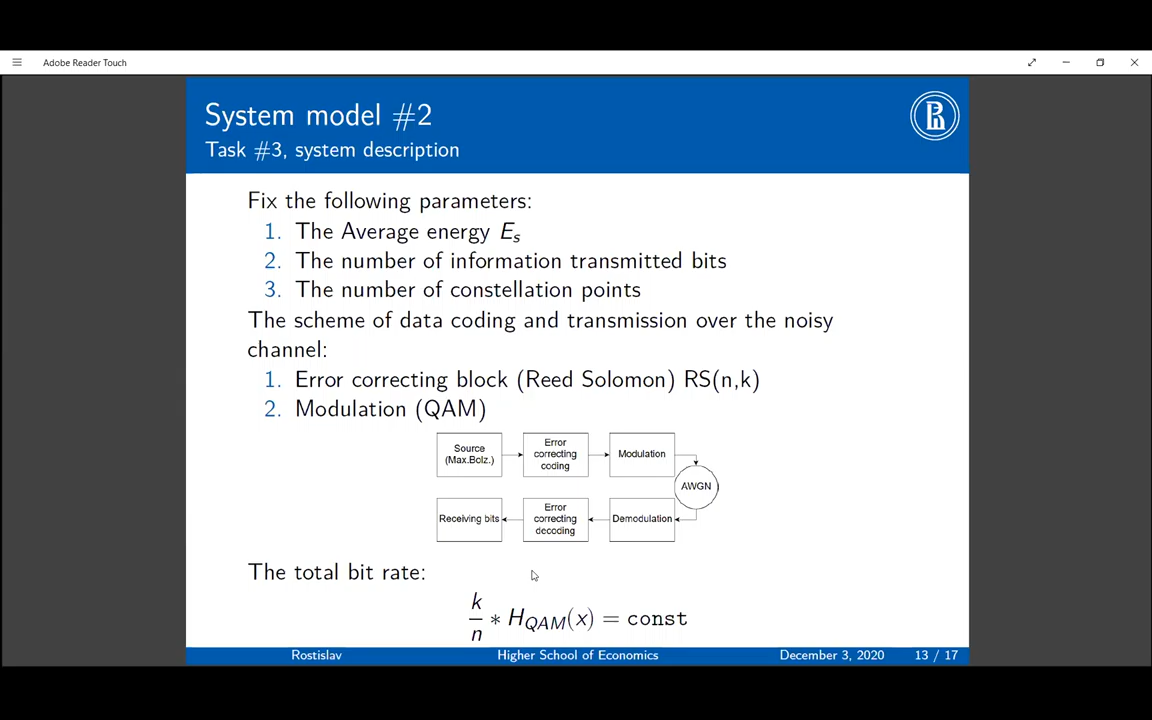 Adobe Reader Touch
System model #2
Task #3, system description
Fix the following parameters:
1. The Average energy E_s
2. The number of information transmitted bits
3. The number of constellation points
The scheme of data coding and transmission over the noisy
channel:
1. Error correcting block (Reed Solomon) RS(n,k)
2. Modulation (QAM)
Source
(Max.Bolz.)
Error
correcting
coding
Modulation
AWGN
Receiving bits
Error
correcting
decoding
Demodulation
The total bit rate:
k/n * H_QAM(x) = const
Rostislav Higher School of Economics December 3, 2020 13 / 17